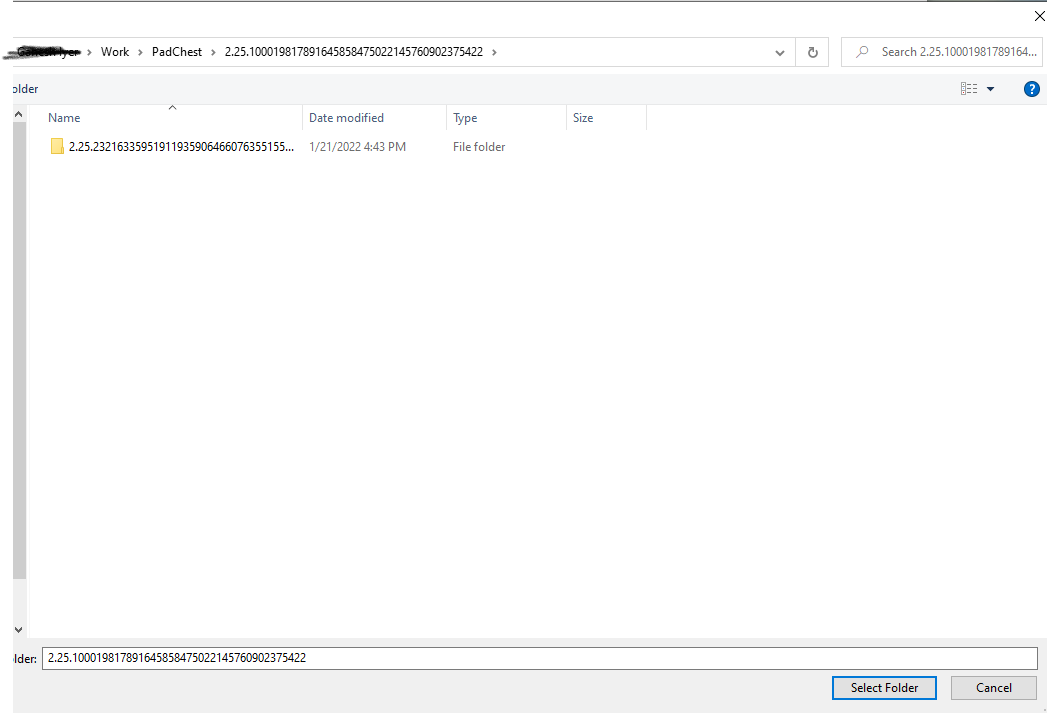 Work › PadChest › 2.25.100019817891645858475022145760902375422 ›
Search 2.25.10001981789164...
older
Name Date modified Type Size
2.25.23216335951911935906466076355155... 1/21/2022 4:43 PM File folder
lder: 2.25.100019817891645858475022145760902375422
Select Folder Cancel